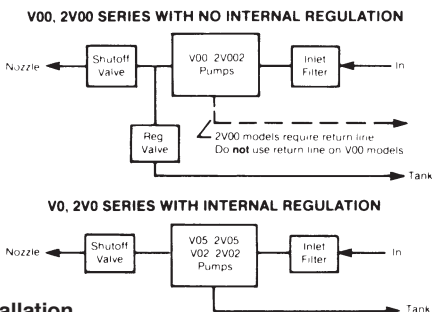 V00, 2V00 SERIES WITH NO INTERNAL REGULATION
Nozzle
Shutoff
Valve
V00 2V002
Pumps
Inlet
Filter
In
2V00 models require return line
Do not use return line on V00 models
Reg
Valve
Tank
V0, 2V0 SERIES WITH INTERNAL REGULATION
Nozzle
Shutoff
Valve
V05 2V05
V02 2V02
Pumps
Inlet
Filter
In
Tank
allation